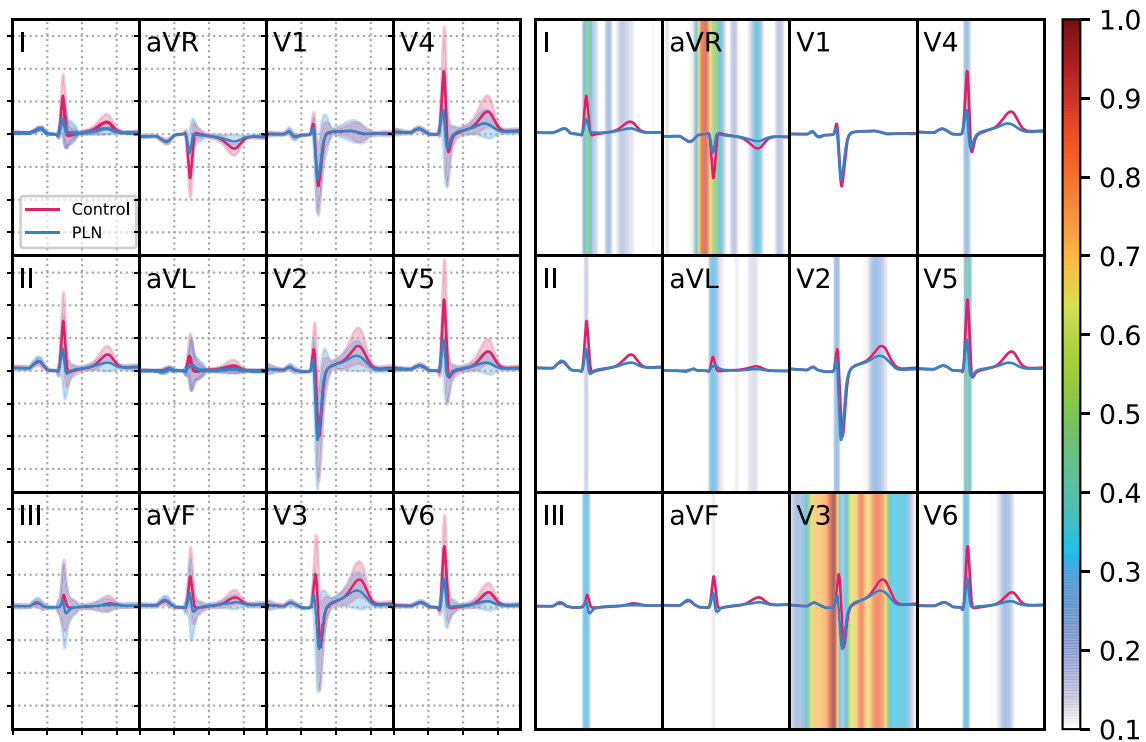 I aVR V1 V4
Control
PLN
II aVL V2 V5
III aVF V3 V6
I aVR V1 V4
II aVL V2 V5
III aVF V3 V6
1.0
0.9
0.8
0.7
0.6
0.5
0.4
0.3
0.2
0.1